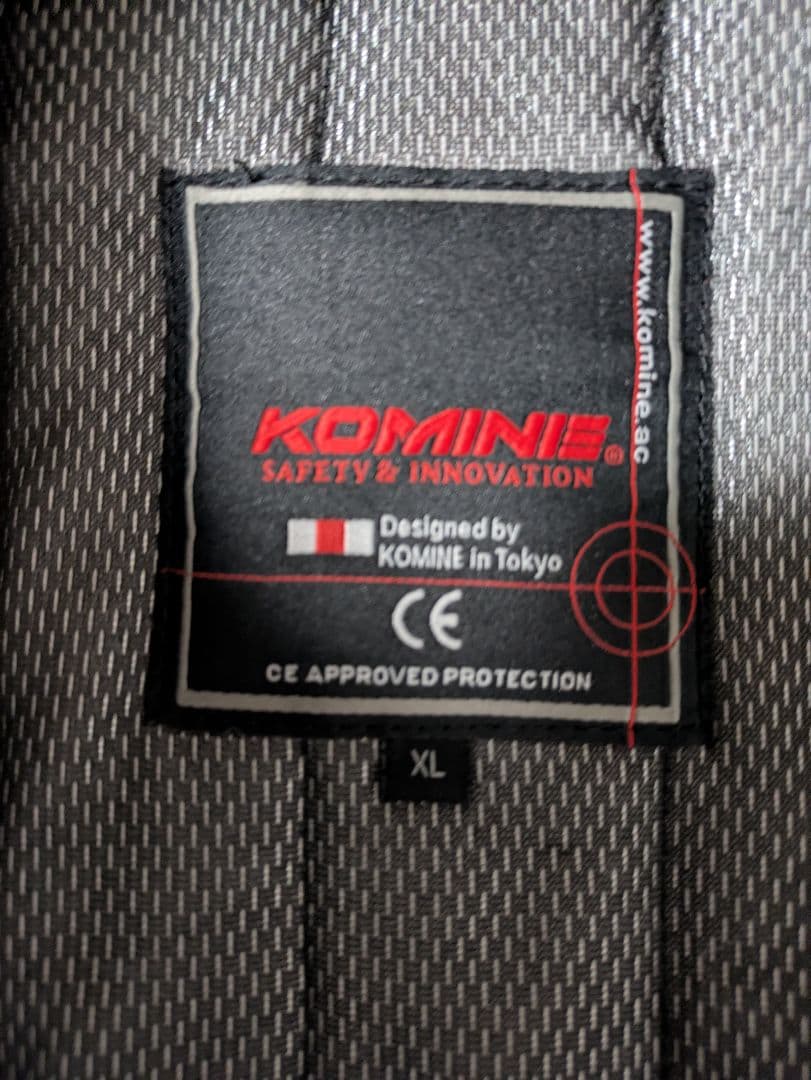 www.komine.ac
KOMINE®
SAFETY & INNOVATION
Designed by
KOMINE in Tokyo
CE
CE APPROVED PROTECTION
XL